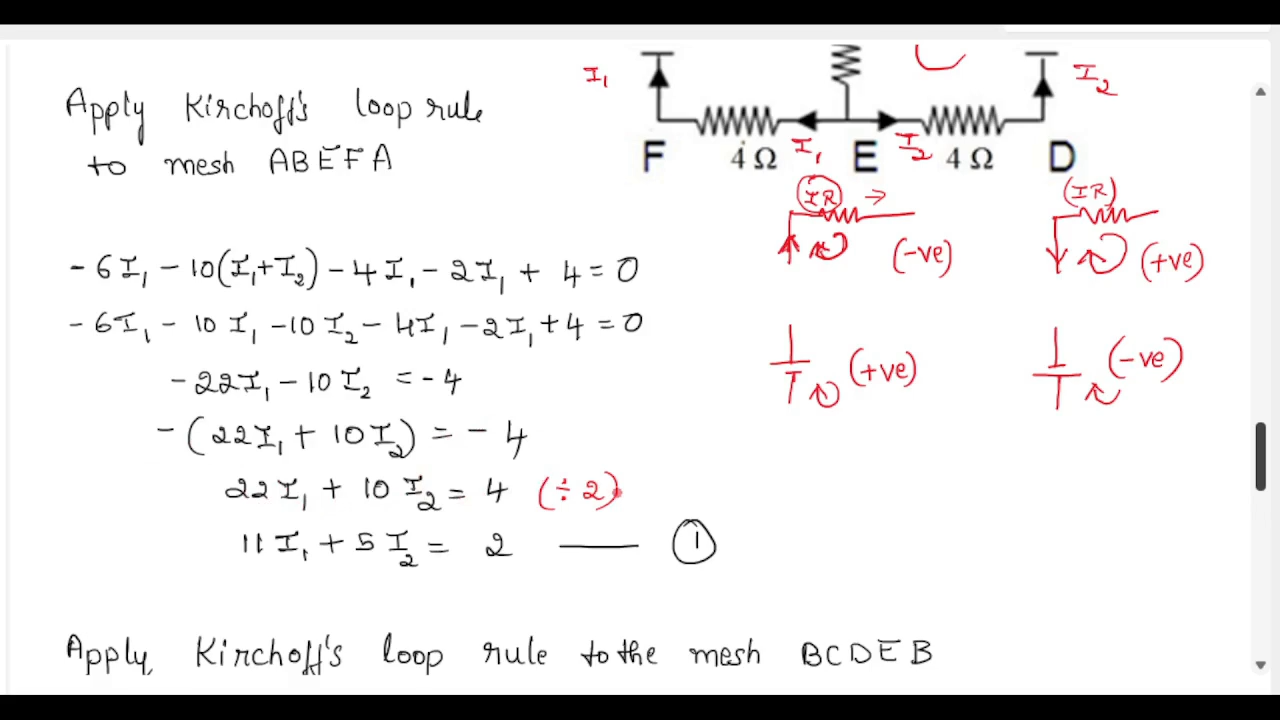 Apply Kirchoff's loop rule
to mesh ABEFA
- 6I₁ - 10(I₁+I₂) - 4I₁ - 2I₁ + 4 = 0
- 6I₁ - 10I₁ - 10I₂ - 4I₁ - 2I₁ + 4 = 0
- 22I₁ - 10I₂ = - 4
- (22I₁ + 10I₂) = - 4
22I₁ + 10I₂ = 4 (÷ 2)
11I₁ + 5I₂ = 2 —— ①
I₁
I₂
F 4 Ω I₁ E I₂ 4 Ω D
(IR)
(IR)
(-ve)
(+ve)
(+ve)
(-ve)
Apply Kirchoff's loop rule to the mesh BCDEB